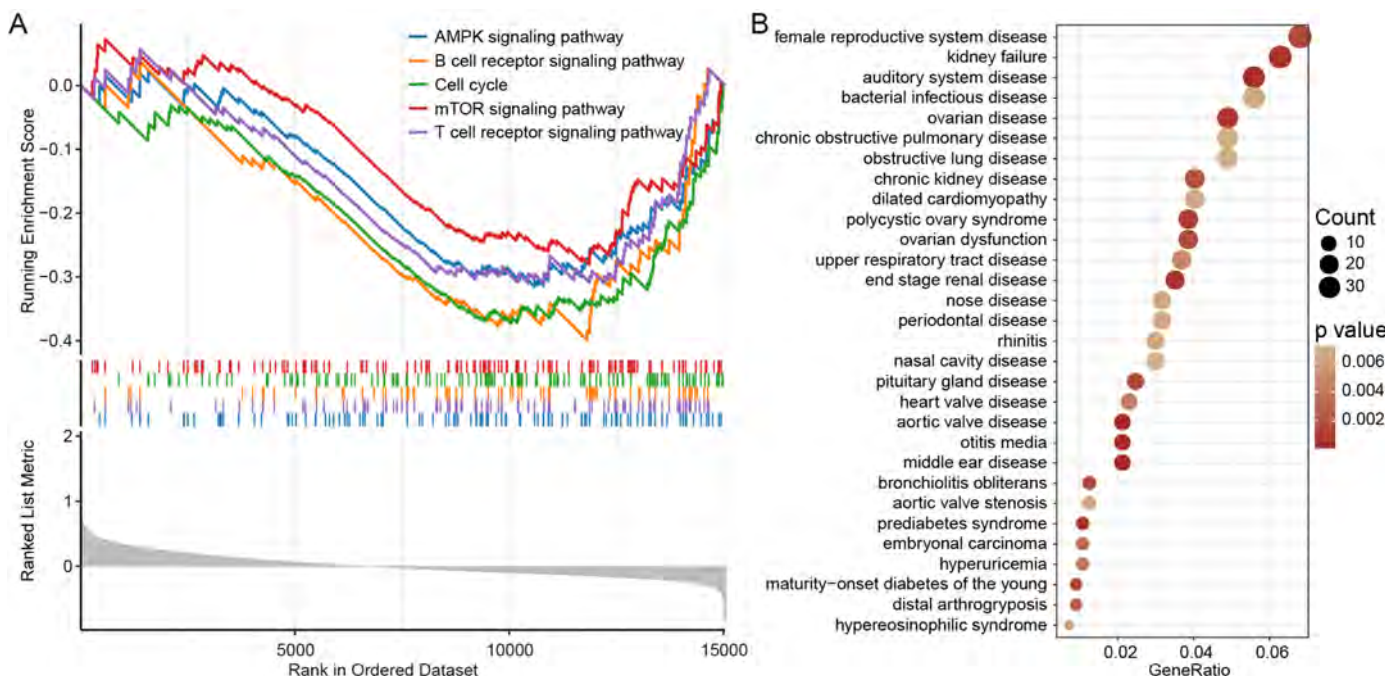 A
AMPK signaling pathway
B cell receptor signaling pathway
Cell cycle
mTOR signaling pathway
T cell receptor signaling pathway
Running Enrichment Score
0.0
−0.1
−0.2
−0.3
−0.4
Ranked List Metric
2
1
0
5000
10000
15000
Rank in Ordered Dataset
B
female reproductive system disease
kidney failure
auditory system disease
bacterial infectious disease
ovarian disease
chronic obstructive pulmonary disease
obstructive lung disease
chronic kidney disease
dilated cardiomyopathy
polycystic ovary syndrome
ovarian dysfunction
upper respiratory tract disease
end stage renal disease
nose disease
periodontal disease
rhinitis
nasal cavity disease
pituitary gland disease
heart valve disease
aortic valve disease
otitis media
middle ear disease
bronchiolitis obliterans
aortic valve stenosis
prediabetes syndrome
embryonal carcinoma
hyperuricemia
maturity−onset diabetes of the young
distal arthrogryposis
hypereosinophilic syndrome
0.02
0.04
0.06
GeneRatio
Count
10
20
30
p value
0.006
0.004
0.002